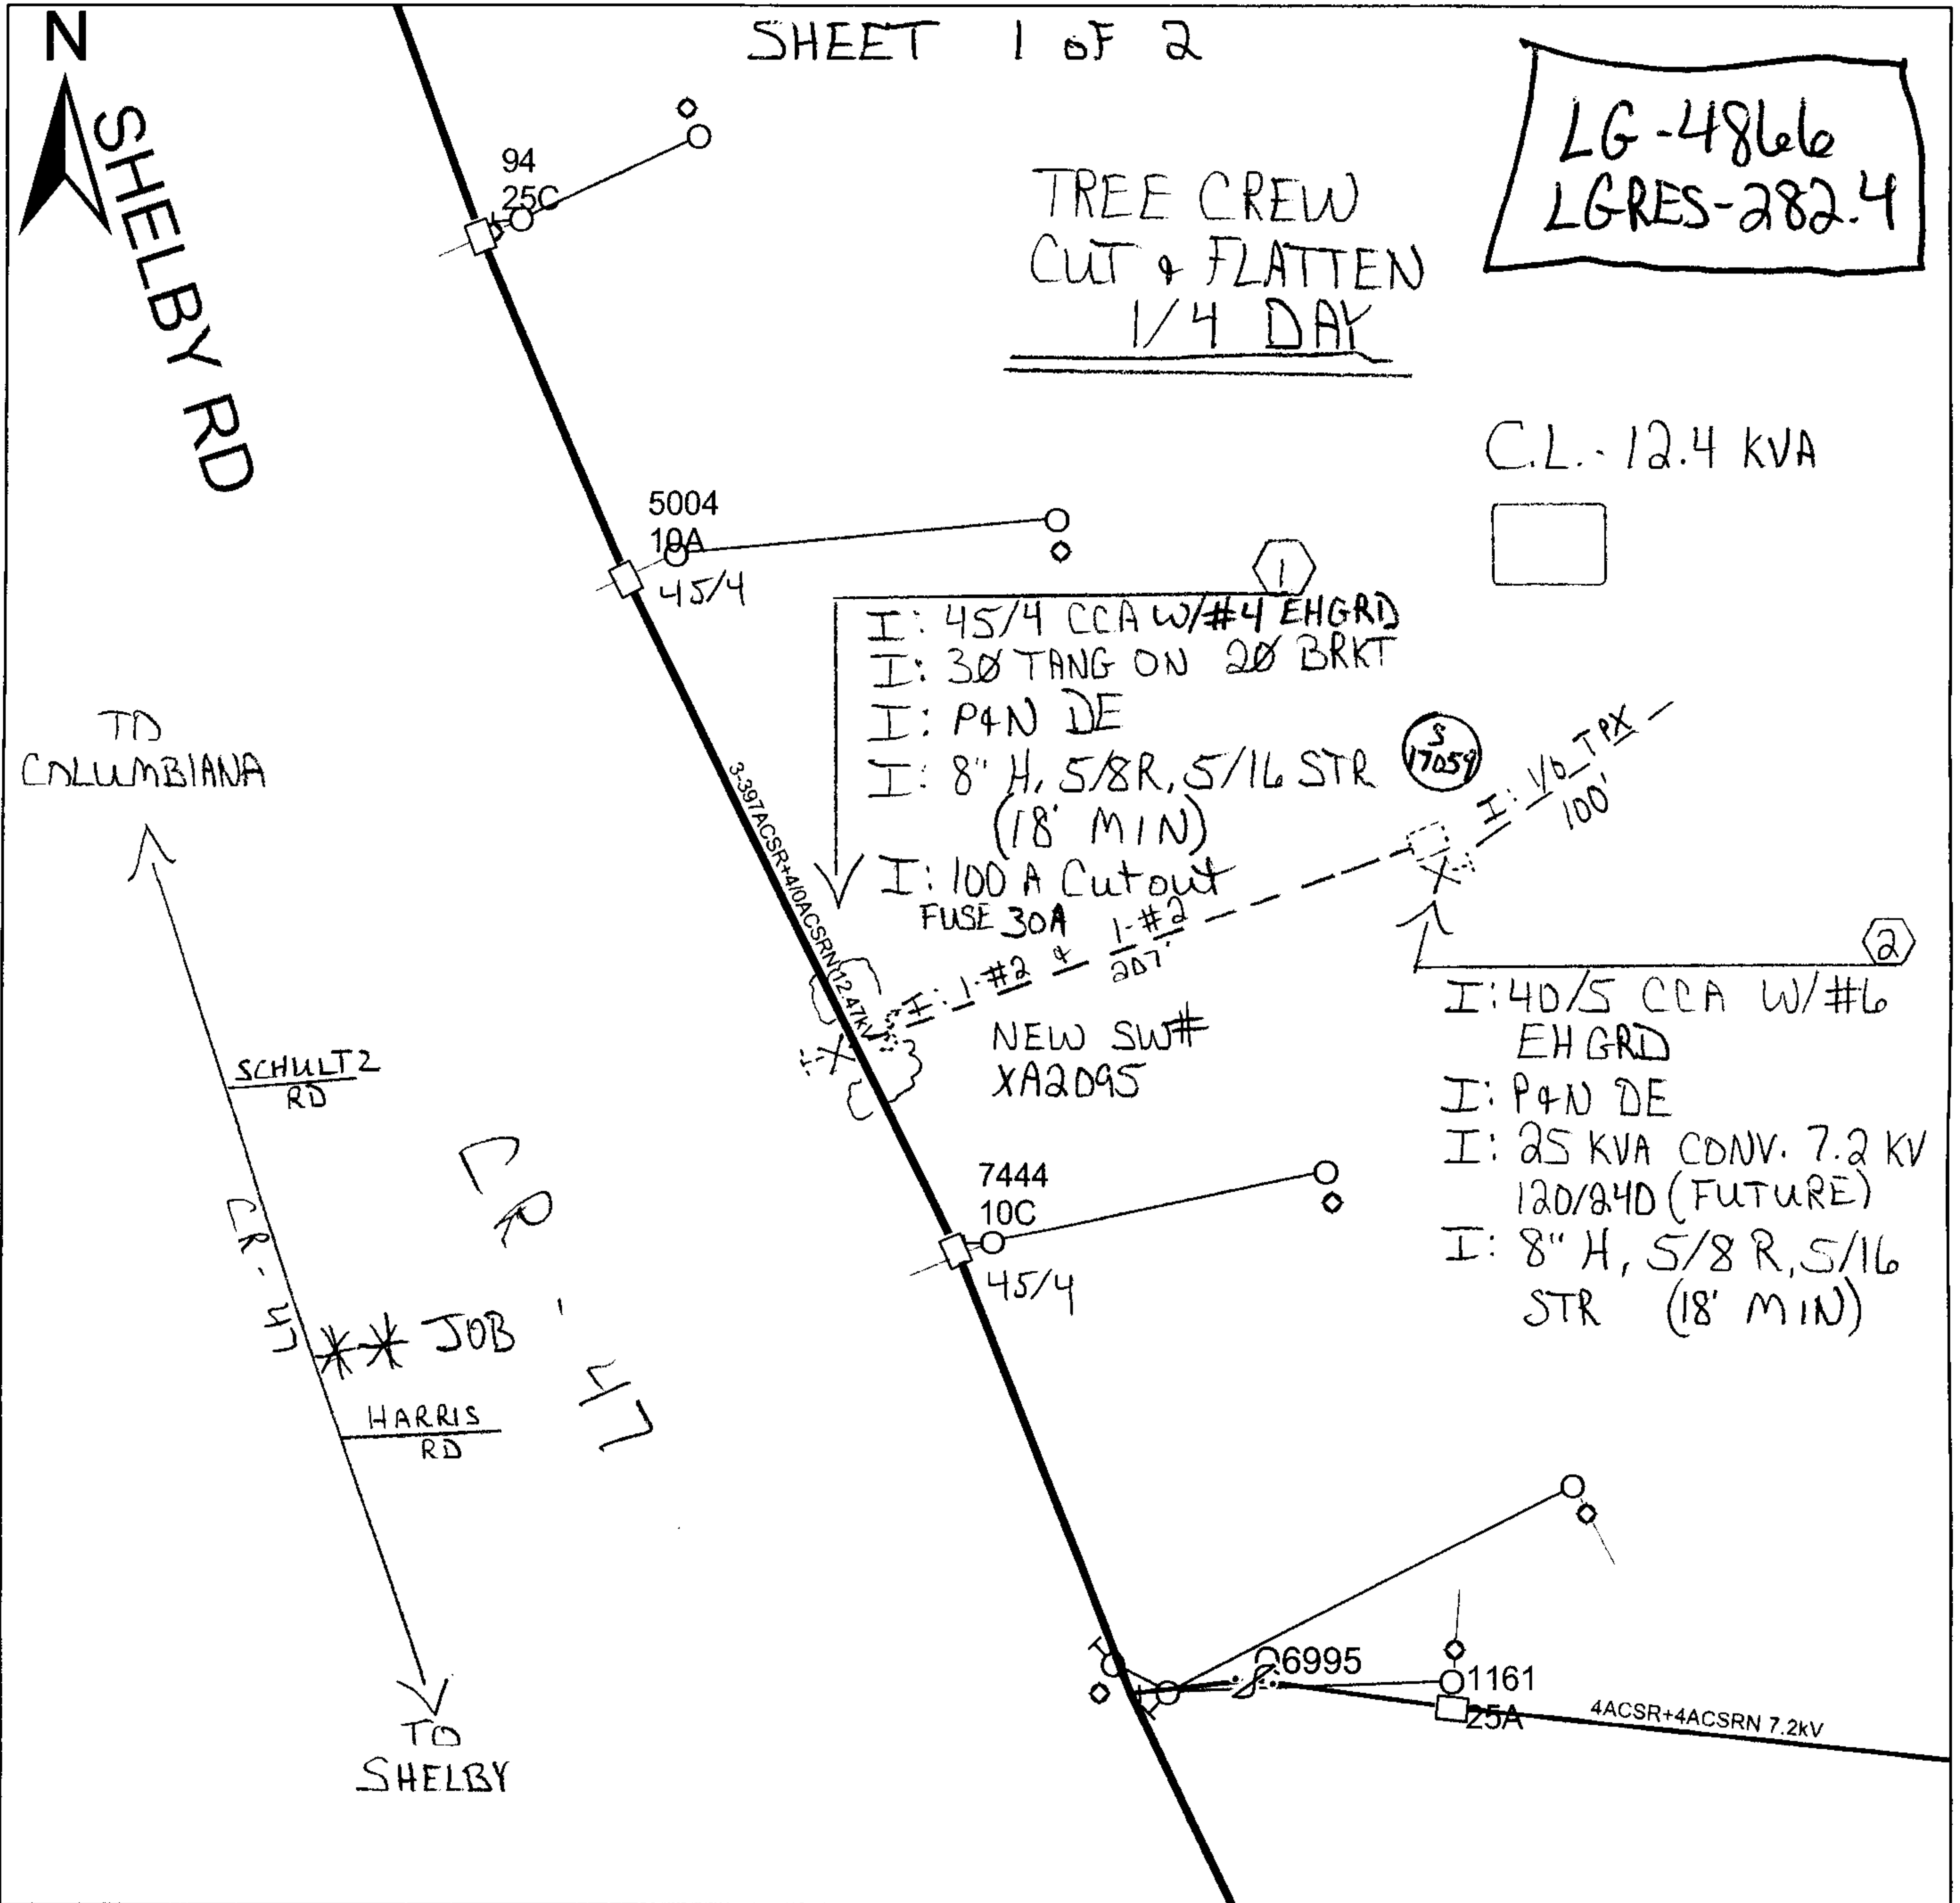 SHEET 1 OF 2
N
SHELBY RD
LG-4866
LGRES-282.4
TREE CREW
CUT & FLATTEN
1/4 DAY
94
25C
C.L. - 12.4 KVA
5004
10A
45/4
1
I: 45/4 CCA W/#4 EHGRD
I: 3Ø TANG ON 2Ø BRKT
I: P&N DE
I: 8" H, 5/8R, 5/16 STR
(18' MIN)
I: 100 A Cutout
FUSE 30A
S
17059
I: 1/0 TPX
100'
3-397ACSR+4/0ACSRN 12.47kV
I: 1-#2 & 1-#2
207'
NEW SW#
XA2095
2
I: 40/5 CCA W/#6
EHGRD
I: P&N DE
I: 25 KVA CONV. 7.2 KV
120/240 (FUTURE)
I: 8" H, 5/8 R, 5/16
STR (18' MIN)
TO
COLUMBIANA
SCHULTZ
RD
CR - 47
CR - 47
JOB
HARRIS
RD
TO
SHELBY
7444
10C
45/4
6995
1161
25A
4ACSR+4ACSRN 7.2kV